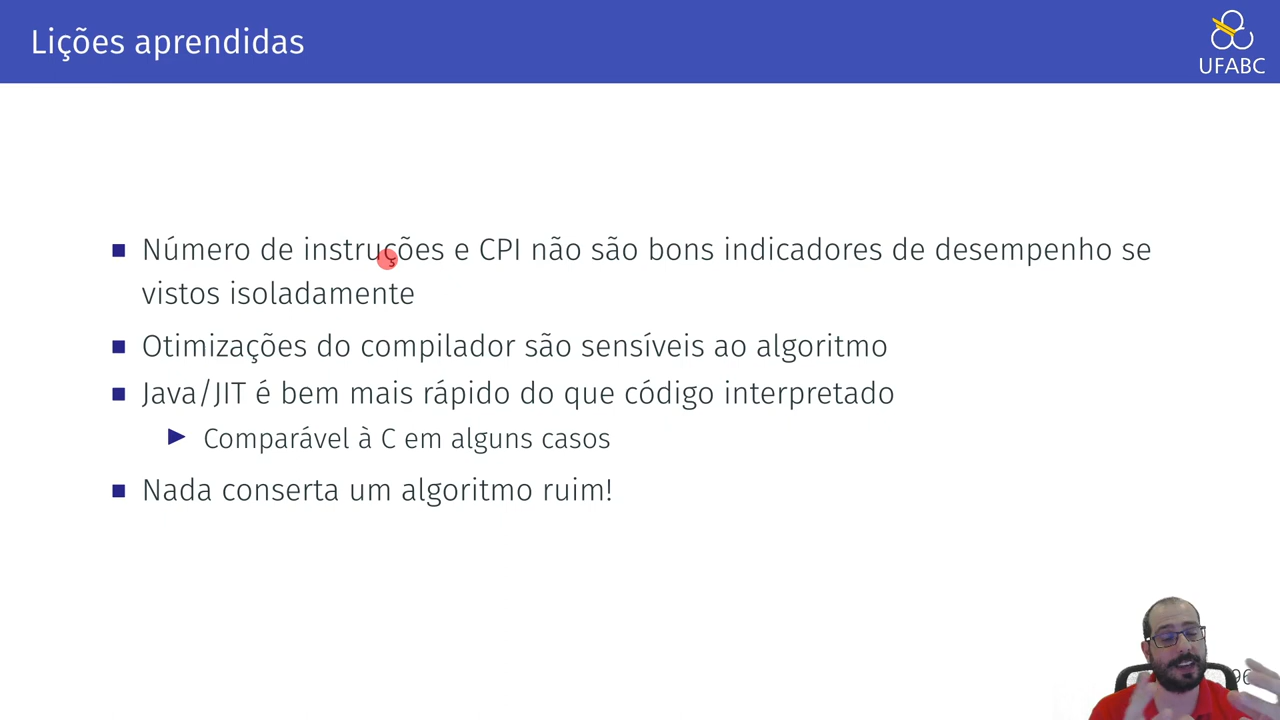 Lições aprendidas
UFABC
Número de instruções e CPI não são bons indicadores de desempenho se
vistos isoladamente
Otimizações do compilador são sensíveis ao algoritmo
Java/JIT é bem mais rápido do que código interpretado
Comparável à C em alguns casos
Nada conserta um algoritmo ruim!